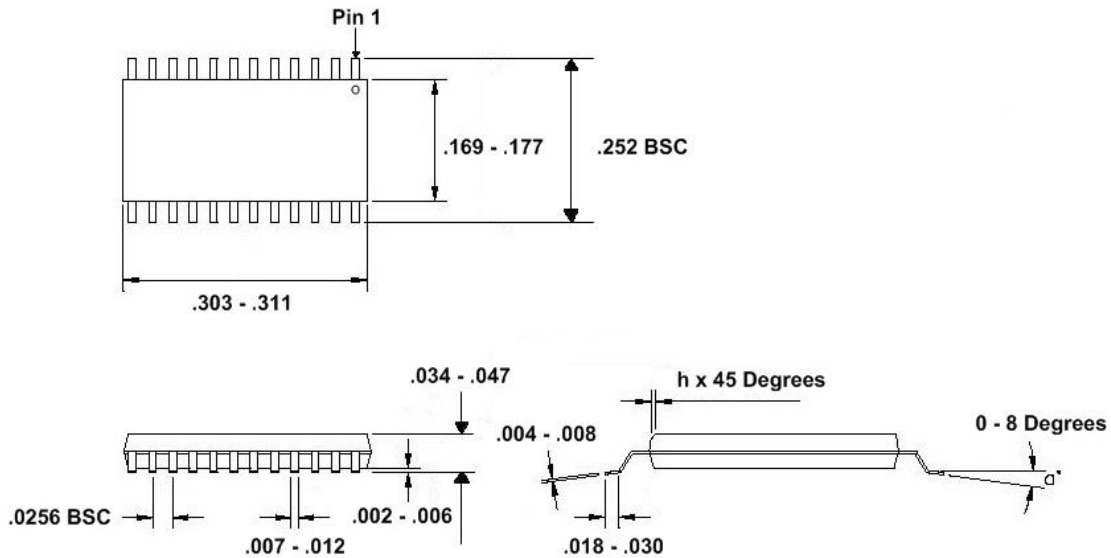 Pin 1
.169 - .177
.252 BSC
.303 - .311
.034 - .047
h x 45 Degrees
.004 - .008
0 - 8 Degrees
a°
.0256 BSC
.002 - .006
.007 - .012
.018 - .030